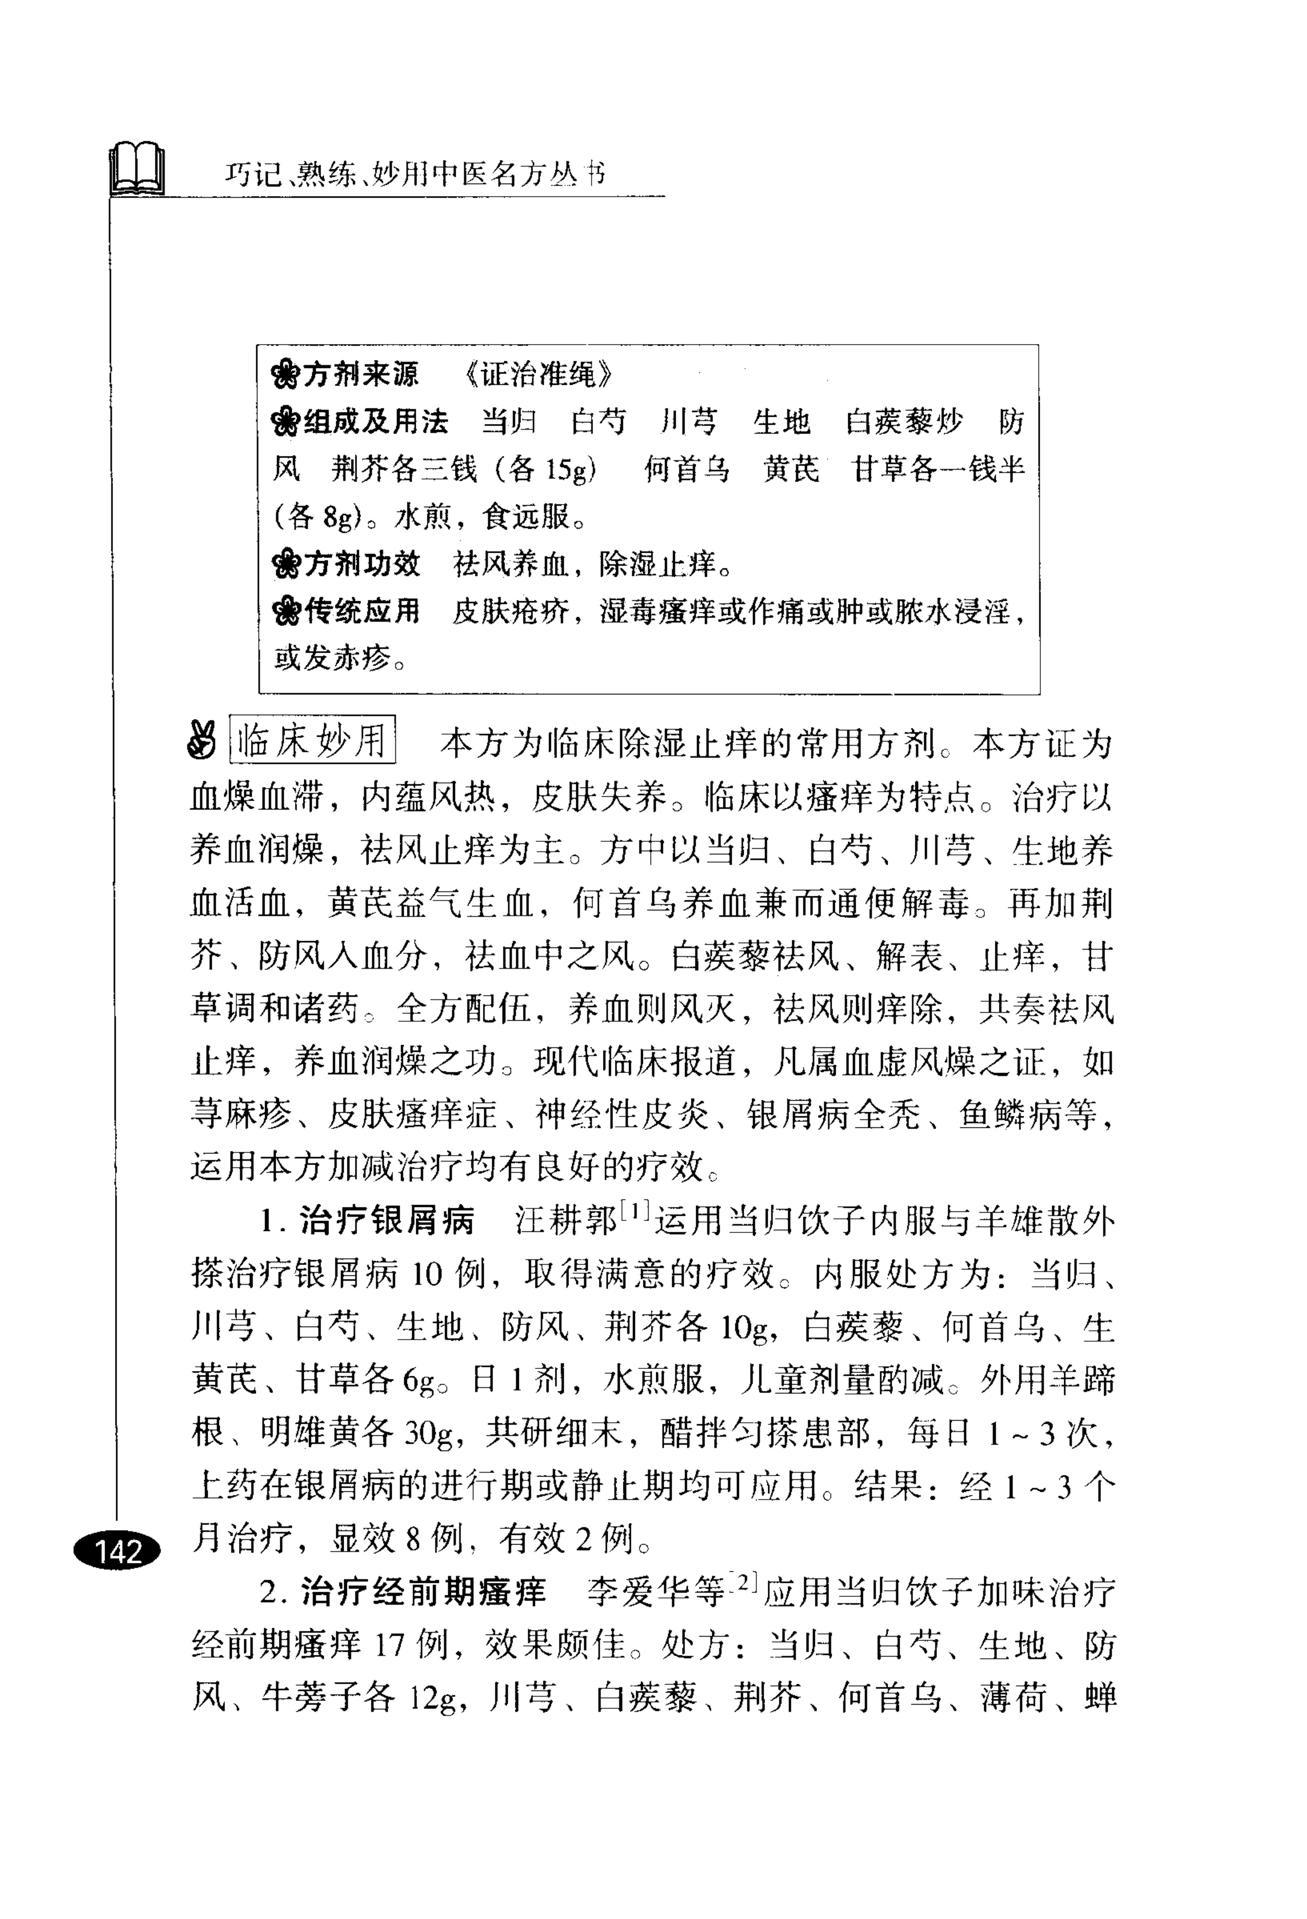 巧记、熟练、妙用中医名方丛书
方剂来源 《证治准绳》
组成及用法 当归 白芍 川芎 生地 白蒺藜炒 防
风 荆芥各三钱（各 15g） 何首乌 黄芪 甘草各一钱半
（各 8g）。水煎，食远服。
方剂功效 祛风养血，除湿止痒。
传统应用 皮肤疮疥，湿毒瘙痒或作痛或肿或脓水浸淫，
或发赤疹。
临床妙用 本方为临床除湿止痒的常用方剂。本方证为
血燥血滞，内蕴风热，皮肤失养。临床以瘙痒为特点。治疗以
养血润燥，祛风止痒为主。方中以当归、白芍、川芎、生地养
血活血，黄芪益气生血，何首乌养血兼而通便解毒。再加荆
芥、防风入血分，祛血中之风。白蒺藜祛风、解表、止痒，甘
草调和诸药。全方配伍，养血则风灭，祛风则痒除，共奏祛风
止痒，养血润燥之功。现代临床报道，凡属血虚风燥之证，如
荨麻疹、皮肤瘙痒症、神经性皮炎、银屑病全秃、鱼鳞病等，
运用本方加减治疗均有良好的疗效。
1. 治疗银屑病 汪耕郭[1]运用当归饮子内服与羊雄散外
搽治疗银屑病 10 例，取得满意的疗效。内服处方为：当归、
川芎、白芍、生地、防风、荆芥各 10g，白蒺藜、何首乌、生
黄芪、甘草各 6g。日 1 剂，水煎服，儿童剂量酌减。外用羊蹄
根、明雄黄各 30g，共研细末，醋拌匀搽患部，每日 1～3 次，
上药在银屑病的进行期或静止期均可应用。结果：经 1～3 个
月治疗，显效 8 例，有效 2 例。
142
2. 治疗经前期瘙痒 李爱华等[2]应用当归饮子加味治疗
经前期瘙痒 17 例，效果颇佳。处方：当归、白芍、生地、防
风、牛蒡子各 12g，川芎、白蒺藜、荆芥、何首乌、薄荷、蝉